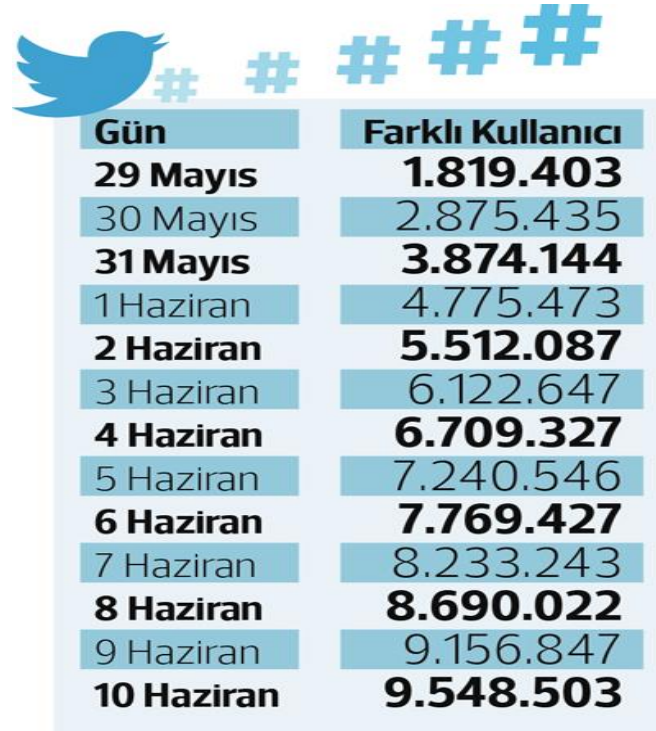 # # # # #
Gün Farklı Kullanıcı
29 Mayıs 1.819.403
30 Mayıs 2.875.435
31 Mayıs 3.874.144
1 Haziran 4.775.473
2 Haziran 5.512.087
3 Haziran 6.122.647
4 Haziran 6.709.327
5 Haziran 7.240.546
6 Haziran 7.769.427
7 Haziran 8.233.243
8 Haziran 8.690.022
9 Haziran 9.156.847
10 Haziran 9.548.503